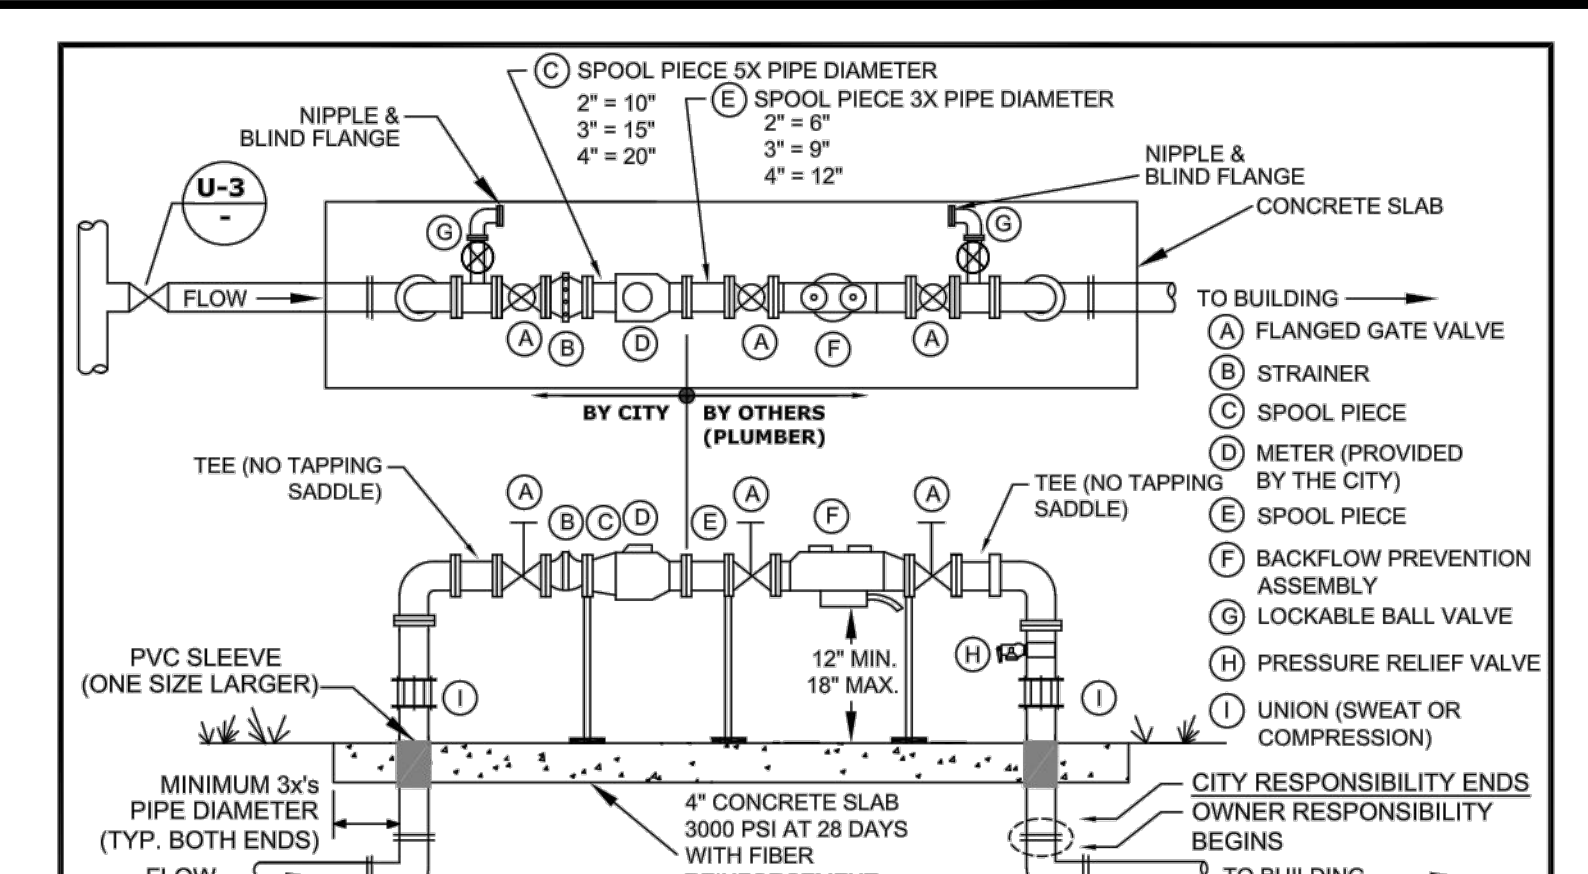 C SPOOL PIECE 5X PIPE DIAMETER
2" = 10"
3" = 15"
4" = 20"
E SPOOL PIECE 3X PIPE DIAMETER
2" = 6"
3" = 9"
4" = 12"
NIPPLE &
BLIND FLANGE
NIPPLE &
BLIND FLANGE
CONCRETE SLAB
U-3
-
G
G
FLOW
TO BUILDING
A
B
D
A
F
A
BY CITY
BY OTHERS
(PLUMBER)
A FLANGED GATE VALVE
B STRAINER
C SPOOL PIECE
D METER (PROVIDED
BY THE CITY)
E SPOOL PIECE
F BACKFLOW PREVENTION
ASSEMBLY
G LOCKABLE BALL VALVE
H PRESSURE RELIEF VALVE
I UNION (SWEAT OR
COMPRESSION)
TEE (NO TAPPING
SADDLE)
TEE (NO TAPPING
SADDLE)
A
B
C
D
E
A
F
A
12" MIN.
18" MAX.
H
PVC SLEEVE
(ONE SIZE LARGER)
I
I
MINIMUM 3x's
PIPE DIAMETER
(TYP. BOTH ENDS)
4" CONCRETE SLAB
3000 PSI AT 28 DAYS
WITH FIBER
CITY RESPONSIBILITY ENDS
OWNER RESPONSIBILITY
BEGINS
FLOW
TO BUILDING